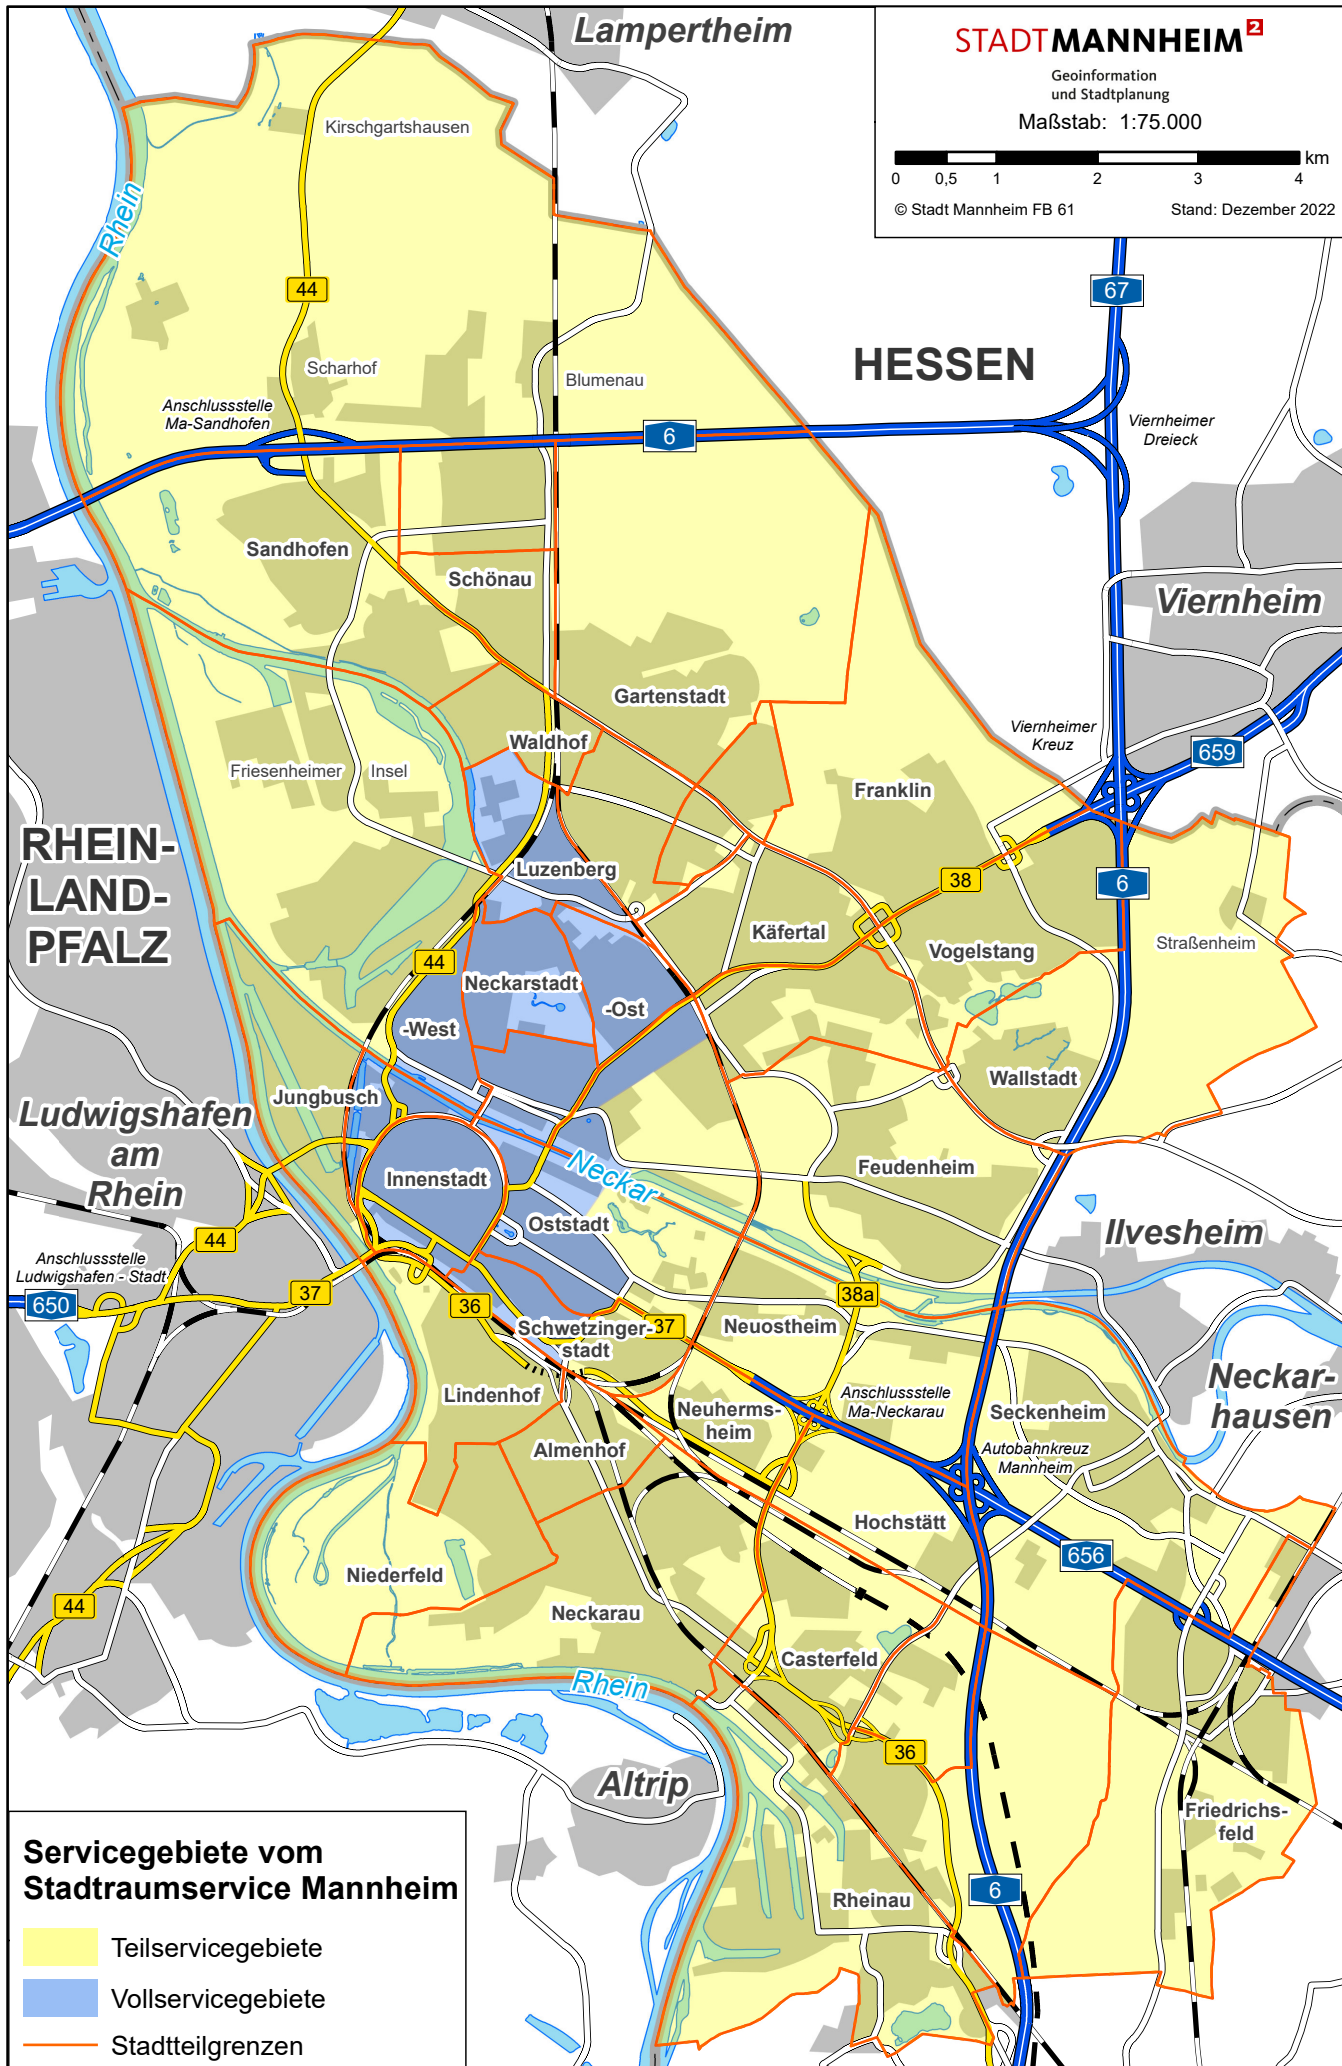 Lampertheim
STADTMANNHEIM2
Geoinformation
und Stadtplanung
Maßstab: 1:75.000
km
0 0,5 1 2 3 4
© Stadt Mannheim FB 61 Stand: Dezember 2022
Kirschgartshausen
Rhein
44
67
HESSEN
Scharhof
Blumenau
Anschlussstelle
Ma-Sandhofen
6
Viernheimer
Dreieck
Sandhofen
Schönau
Viernheim
Gartenstadt
Waldhof
Viernheimer
Kreuz
659
Friesenheimer Insel
Franklin
RHEIN-
LAND-
PFALZ
Luzenberg
38
6
Käfertal
Vogelstang
Straßenheim
44
Neckarstadt
-West
-Ost
Wallstadt
Jungbusch
Ludwigshafen
am
Rhein
Innenstadt
Neckar
Feudenheim
Oststadt
Ilvesheim
44
Anschlussstelle
Ludwigshafen - Stadt
650
37
36
38a
Schwetzinger-
stadt
37
Neuostheim
Lindenhof
Neuherms-
heim
Anschlussstelle
Ma-Neckarau
Seckenheim
Neckar-
hausen
Almenhof
Autobahnkreuz
Mannheim
Hochstätt
656
Niederfeld
44
Neckarau
Casterfeld
Rhein
36
Altrip
Friedrichs-
feld
Rheinau
6
Servicegebiete vom
Stadtraumservice Mannheim
Teilservicegebiete
Vollservicegebiete
Stadtteilgrenzen